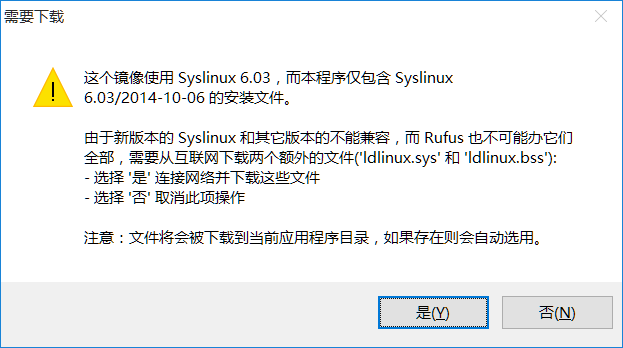 需要下载
这个镜像使用 Syslinux 6.03，而本程序仅包含 Syslinux
6.03/2014-10-06 的安装文件。
由于新版本的 Syslinux 和其它版本的不能兼容，而 Rufus 也不可能办它们
全部，需要从互联网下载两个额外的文件('ldlinux.sys' 和 'ldlinux.bss'):
- 选择 '是' 连接网络并下载这些文件
- 选择 '否' 取消此项操作
注意：文件将会被下载到当前应用程序目录，如果存在则会自动选用。
是(Y)
否(N)